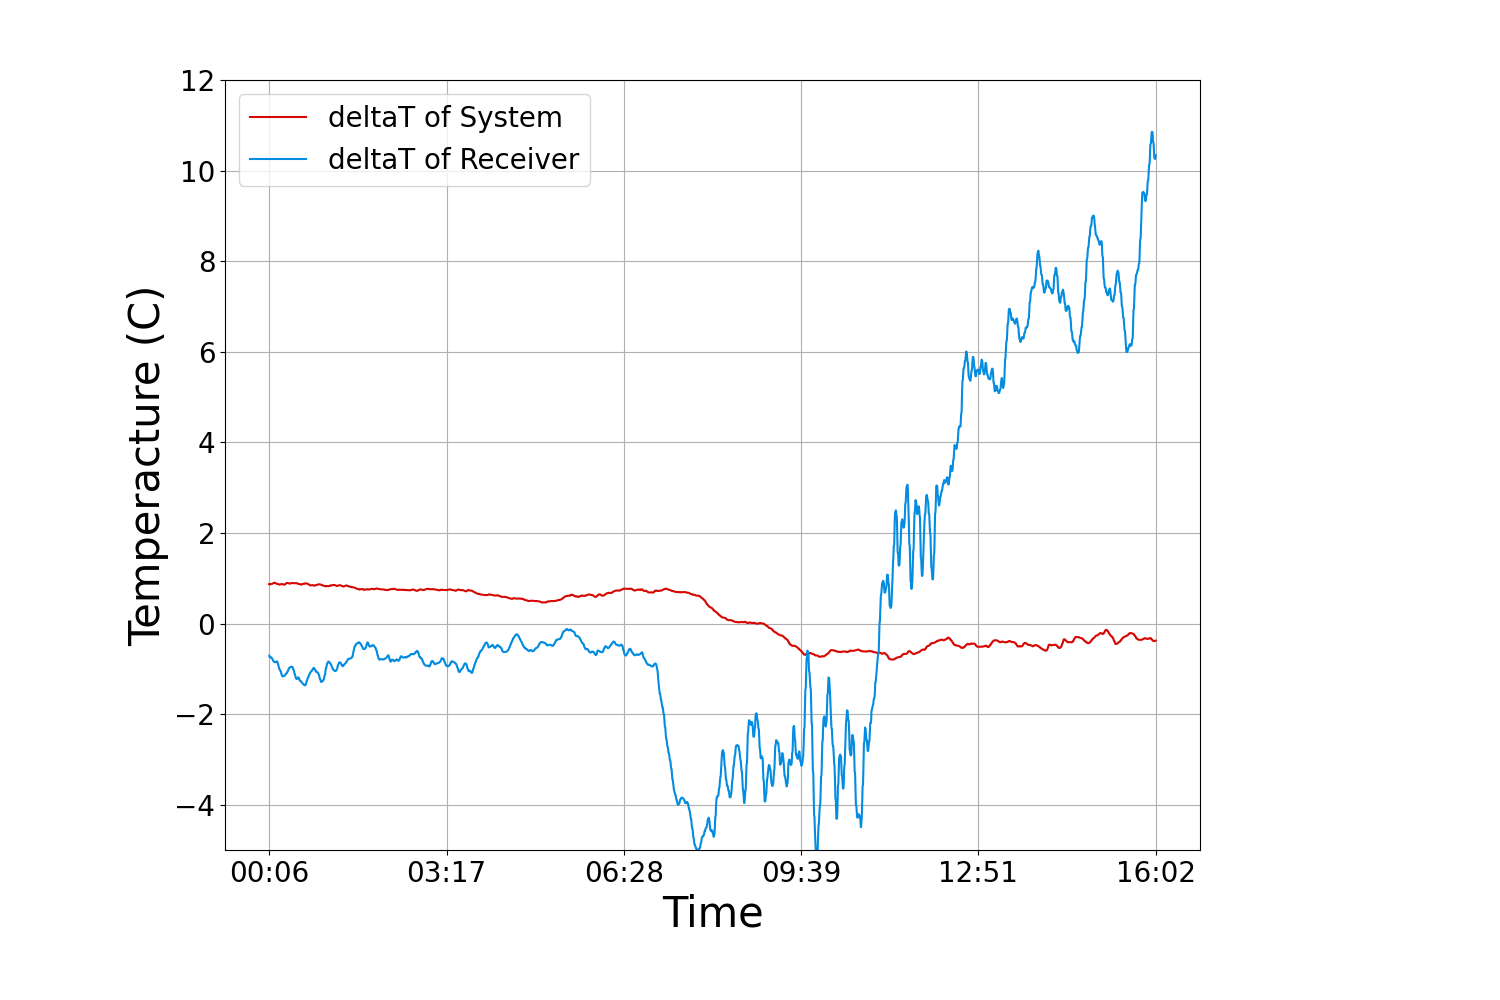 12
10
8
6
4
2
0
−2
−4
deltaT of System
deltaT of Receiver
Temperacture (C)
00:06 03:17 06:28 09:39 12:51 16:02
Time